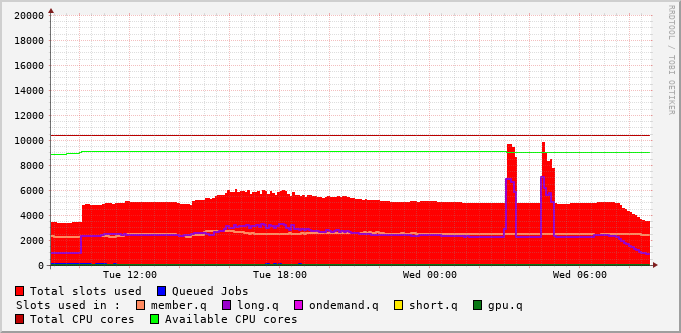 20000
18000
16000
14000
12000
10000
8000
6000
4000
2000
0
Tue 12:00 Tue 18:00 Wed 00:00 Wed 06:00
Total slots used Queued Jobs
Slots used in : member.q long.q ondemand.q short.q gpu.q
Total CPU cores Available CPU cores
RRDTOOL / TOBI OETIKER